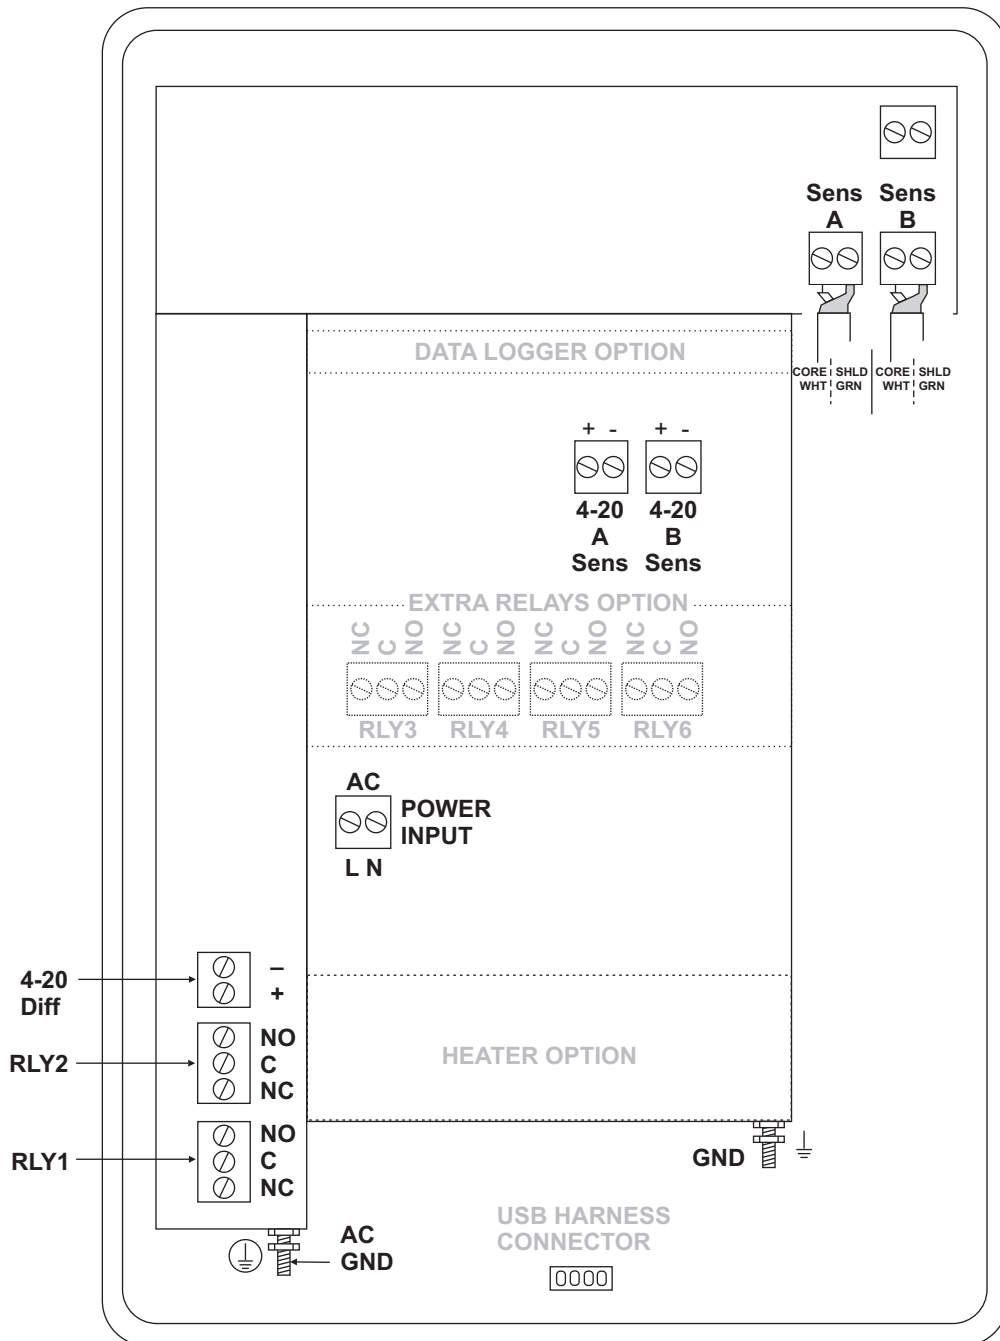 Sens Sens
A B
DATA LOGGER OPTION
CORE SHLD CORE SHLD
WHT GRN WHT GRN
+ - + -
4-20 4-20
A B
Sens Sens
EXTRA RELAYS OPTION
NC C NO NC C NO NC C NO NC C NO
RLY3 RLY4 RLY5 RLY6
AC
POWER
INPUT
L N
4-20
Diff
–
+
RLY2
NO
C
NC
HEATER OPTION
RLY1
NO
C
NC
GND
AC
GND
USB HARNESS
CONNECTOR